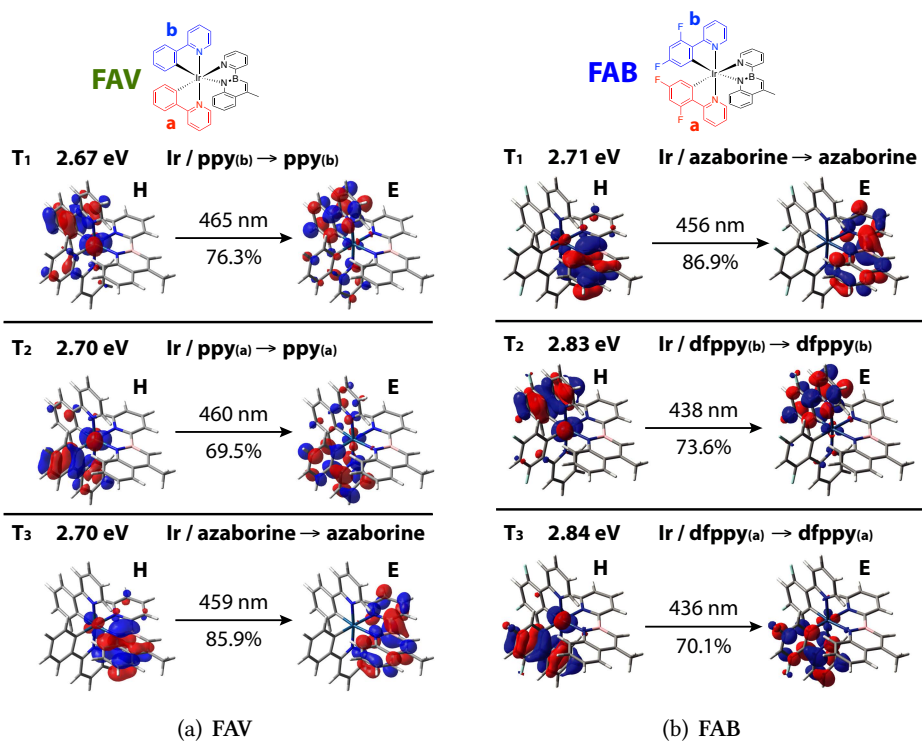 b
N
N
Ir
B
N
N
a
FAV
T1 2.67 eV Ir / ppy(b) → ppy(b)
H
E
465 nm
76.3%
T2 2.70 eV Ir / ppy(a) → ppy(a)
H
E
460 nm
69.5%
T3 2.70 eV Ir / azaborine → azaborine
H
E
459 nm
85.9%
(a) FAV
b
F
F
N
N
Ir
B
N
F
F
N
a
FAB
T1 2.71 eV Ir / azaborine → azaborine
H
E
456 nm
86.9%
T2 2.83 eV Ir / dfppy(b) → dfppy(b)
H
E
438 nm
73.6%
T3 2.84 eV Ir / dfppy(a) → dfppy(a)
H
E
436 nm
70.1%
(b) FAB